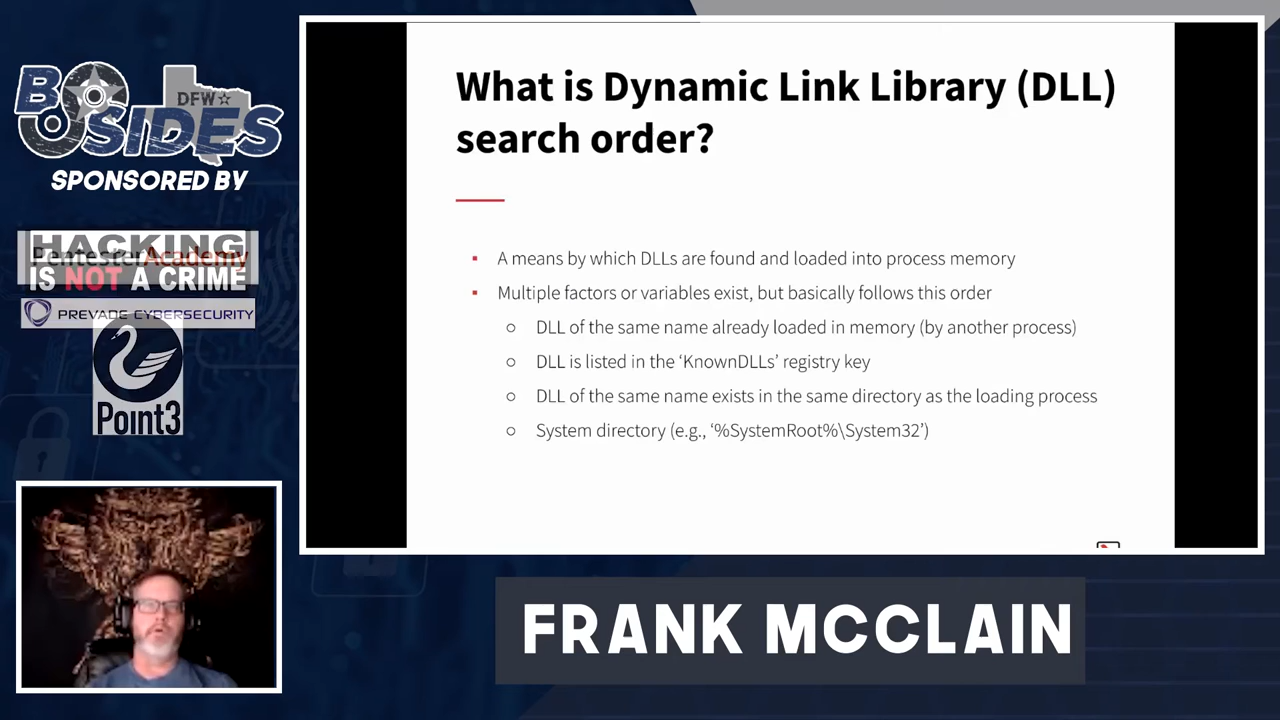 BSIDES
DFW
SPONSORED BY
HACKING
PentesterAcademy
IS NOT A CRIME
PREVADE CYBERSECURITY
Point3
What is Dynamic Link Library (DLL)
search order?
▪ A means by which DLLs are found and loaded into process memory
▪ Multiple factors or variables exist, but basically follows this order
○ DLL of the same name already loaded in memory (by another process)
○ DLL is listed in the ‘KnownDLLs’ registry key
○ DLL of the same name exists in the same directory as the loading process
○ System directory (e.g., ‘%SystemRoot%\System32’)
FRANK MCCLAIN